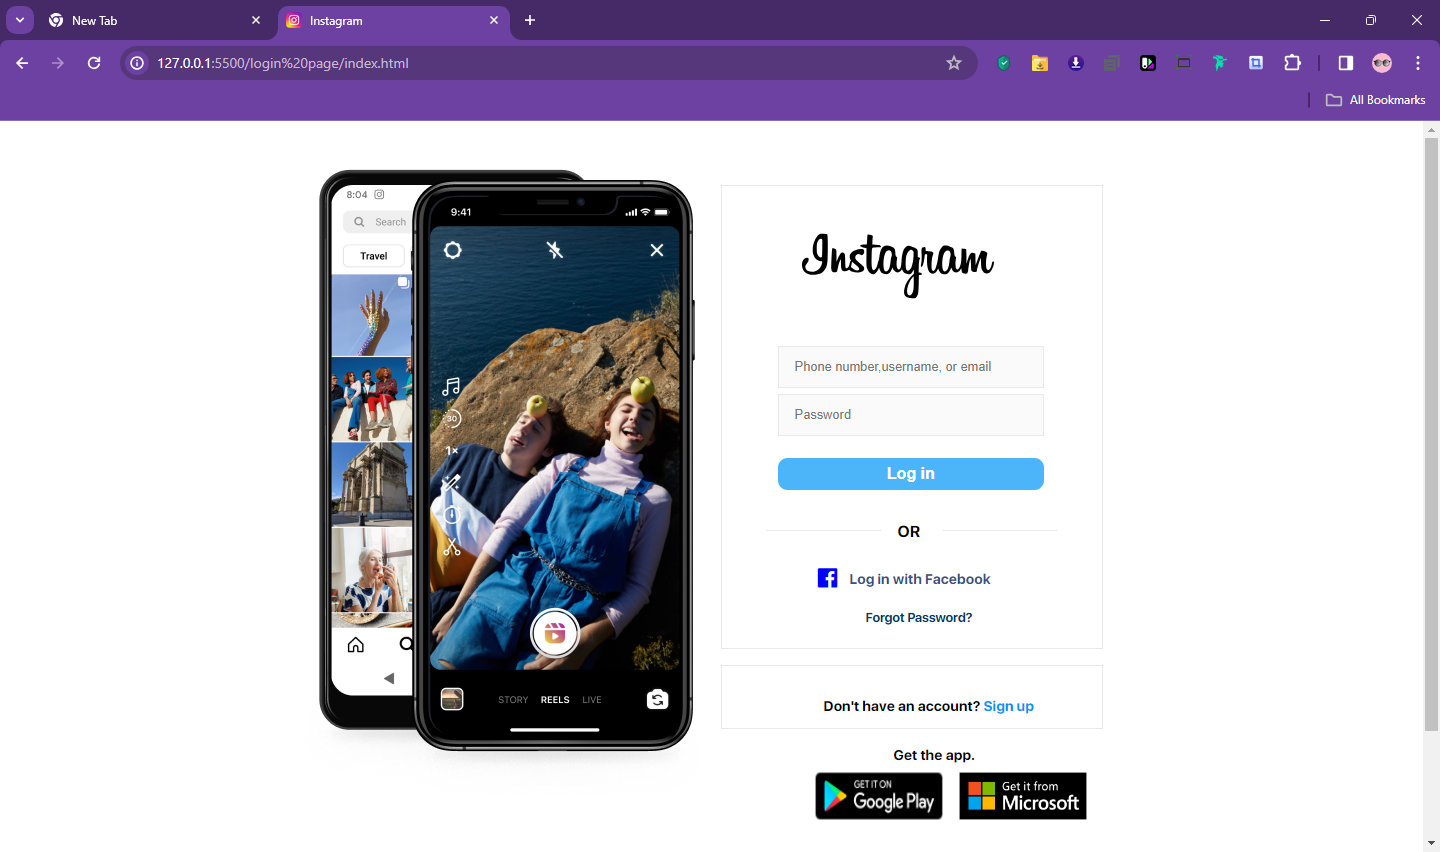 New Tab
Instagram
127.0.0.1:5500/login%20page/index.html
All Bookmarks
8:04
Search
Travel
9:41
30
1×
STORY REELS LIVE
Instagram
Phone number,username, or email
Password
Log in
OR
Log in with Facebook
Forgot Password?
Don't have an account? Sign up
Get the app.
GET IT ON
Google Play
Get it from
Microsoft